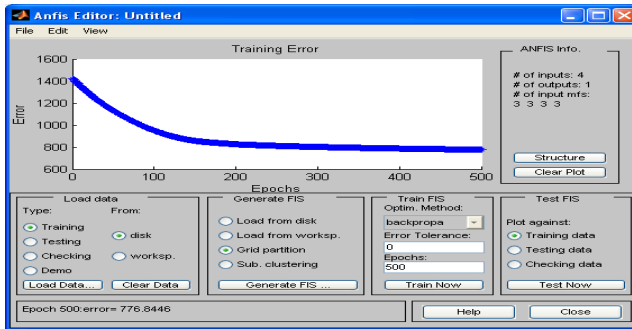 Anfis Editor: Untitled
File Edit View
Training Error
1600
1400
1200
1000
800
600
Error
0 100 200 300 400 500
Epochs
ANFIS Info.
# of inputs: 4
# of outputs: 1
# of input mfs:
3 3 3 3
Structure
Clear Plot
Load data
Type: From:
Training
Testing
Checking
Demo
disk
worksp.
Load Data... Clear Data
Generate FIS
Load from disk
Load from worksp.
Grid partition
Sub. clustering
Generate FIS ...
Train FIS
Optim. Method:
backpropa
Error Tolerance:
0
Epochs:
500
Train Now
Test FIS
Plot against:
Training data
Testing data
Checking data
Test Now
Epoch 500:error= 776.8446
Help Close